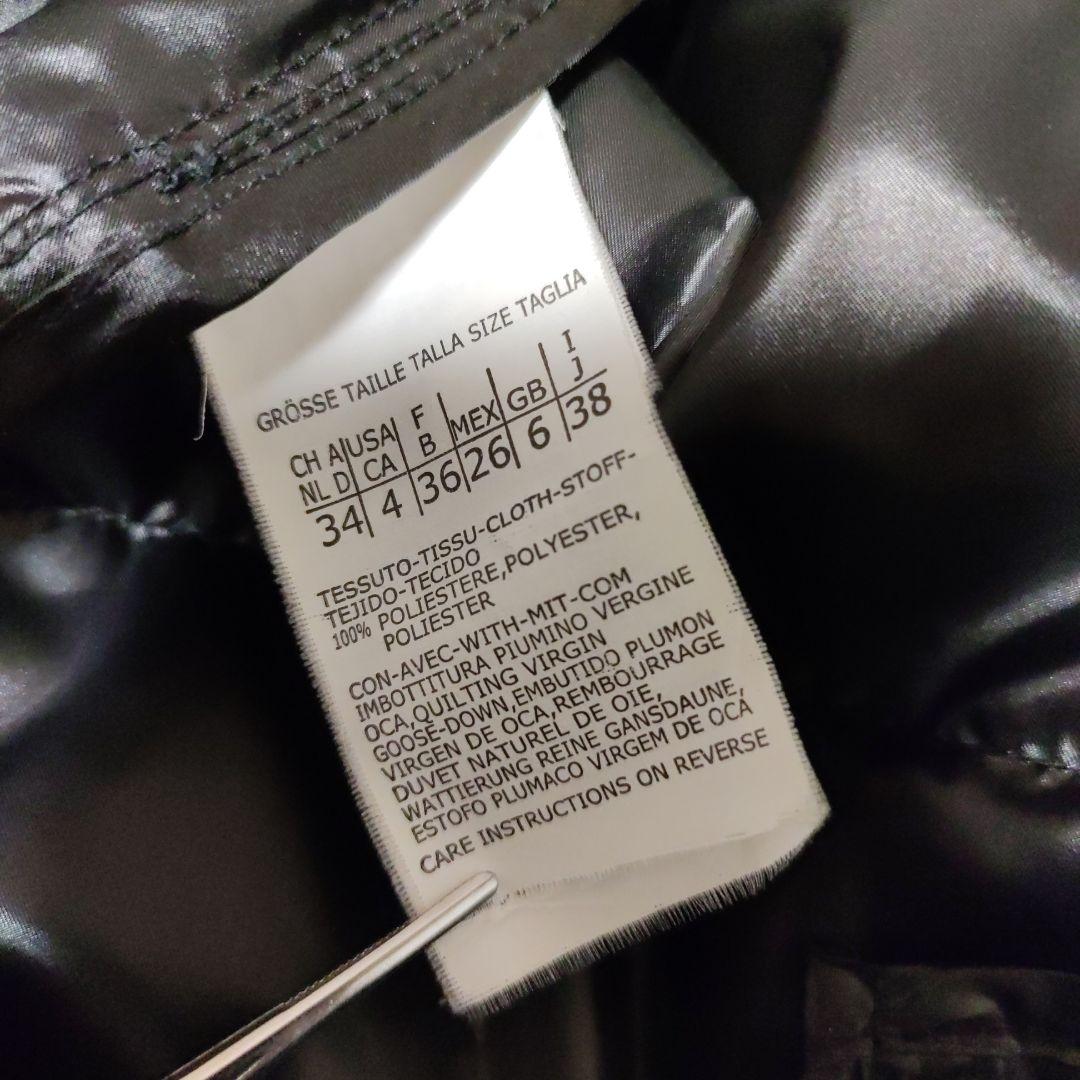 GRÖSSE TAILLE TALLA SIZE TAGLIA
CH A USA F MEX GB I
NL D CA B J
34 4 36 26 6 38
TESSUTO-TISSU-CLOTH-STOFF-
TEJIDO-TECIDO
100% POLIESTERE,POLYESTER,
POLIESTER
CON-AVEC-WITH-MIT-COM
IMBOTTITURA PIUMINO VERGINE
OCA,QUILTING VIRGIN
GOOSE-DOWN,EMBUTIDO PLUMON
VIRGEN DE OCA,REMBOURRAGE
DUVET NATUREL DE OIE,
WATTIERUNG REINE GANSDAUNE,
ESTOFO PLUMACO VIRGEM DE OCA
CARE INSTRUCTIONS ON REVERSE